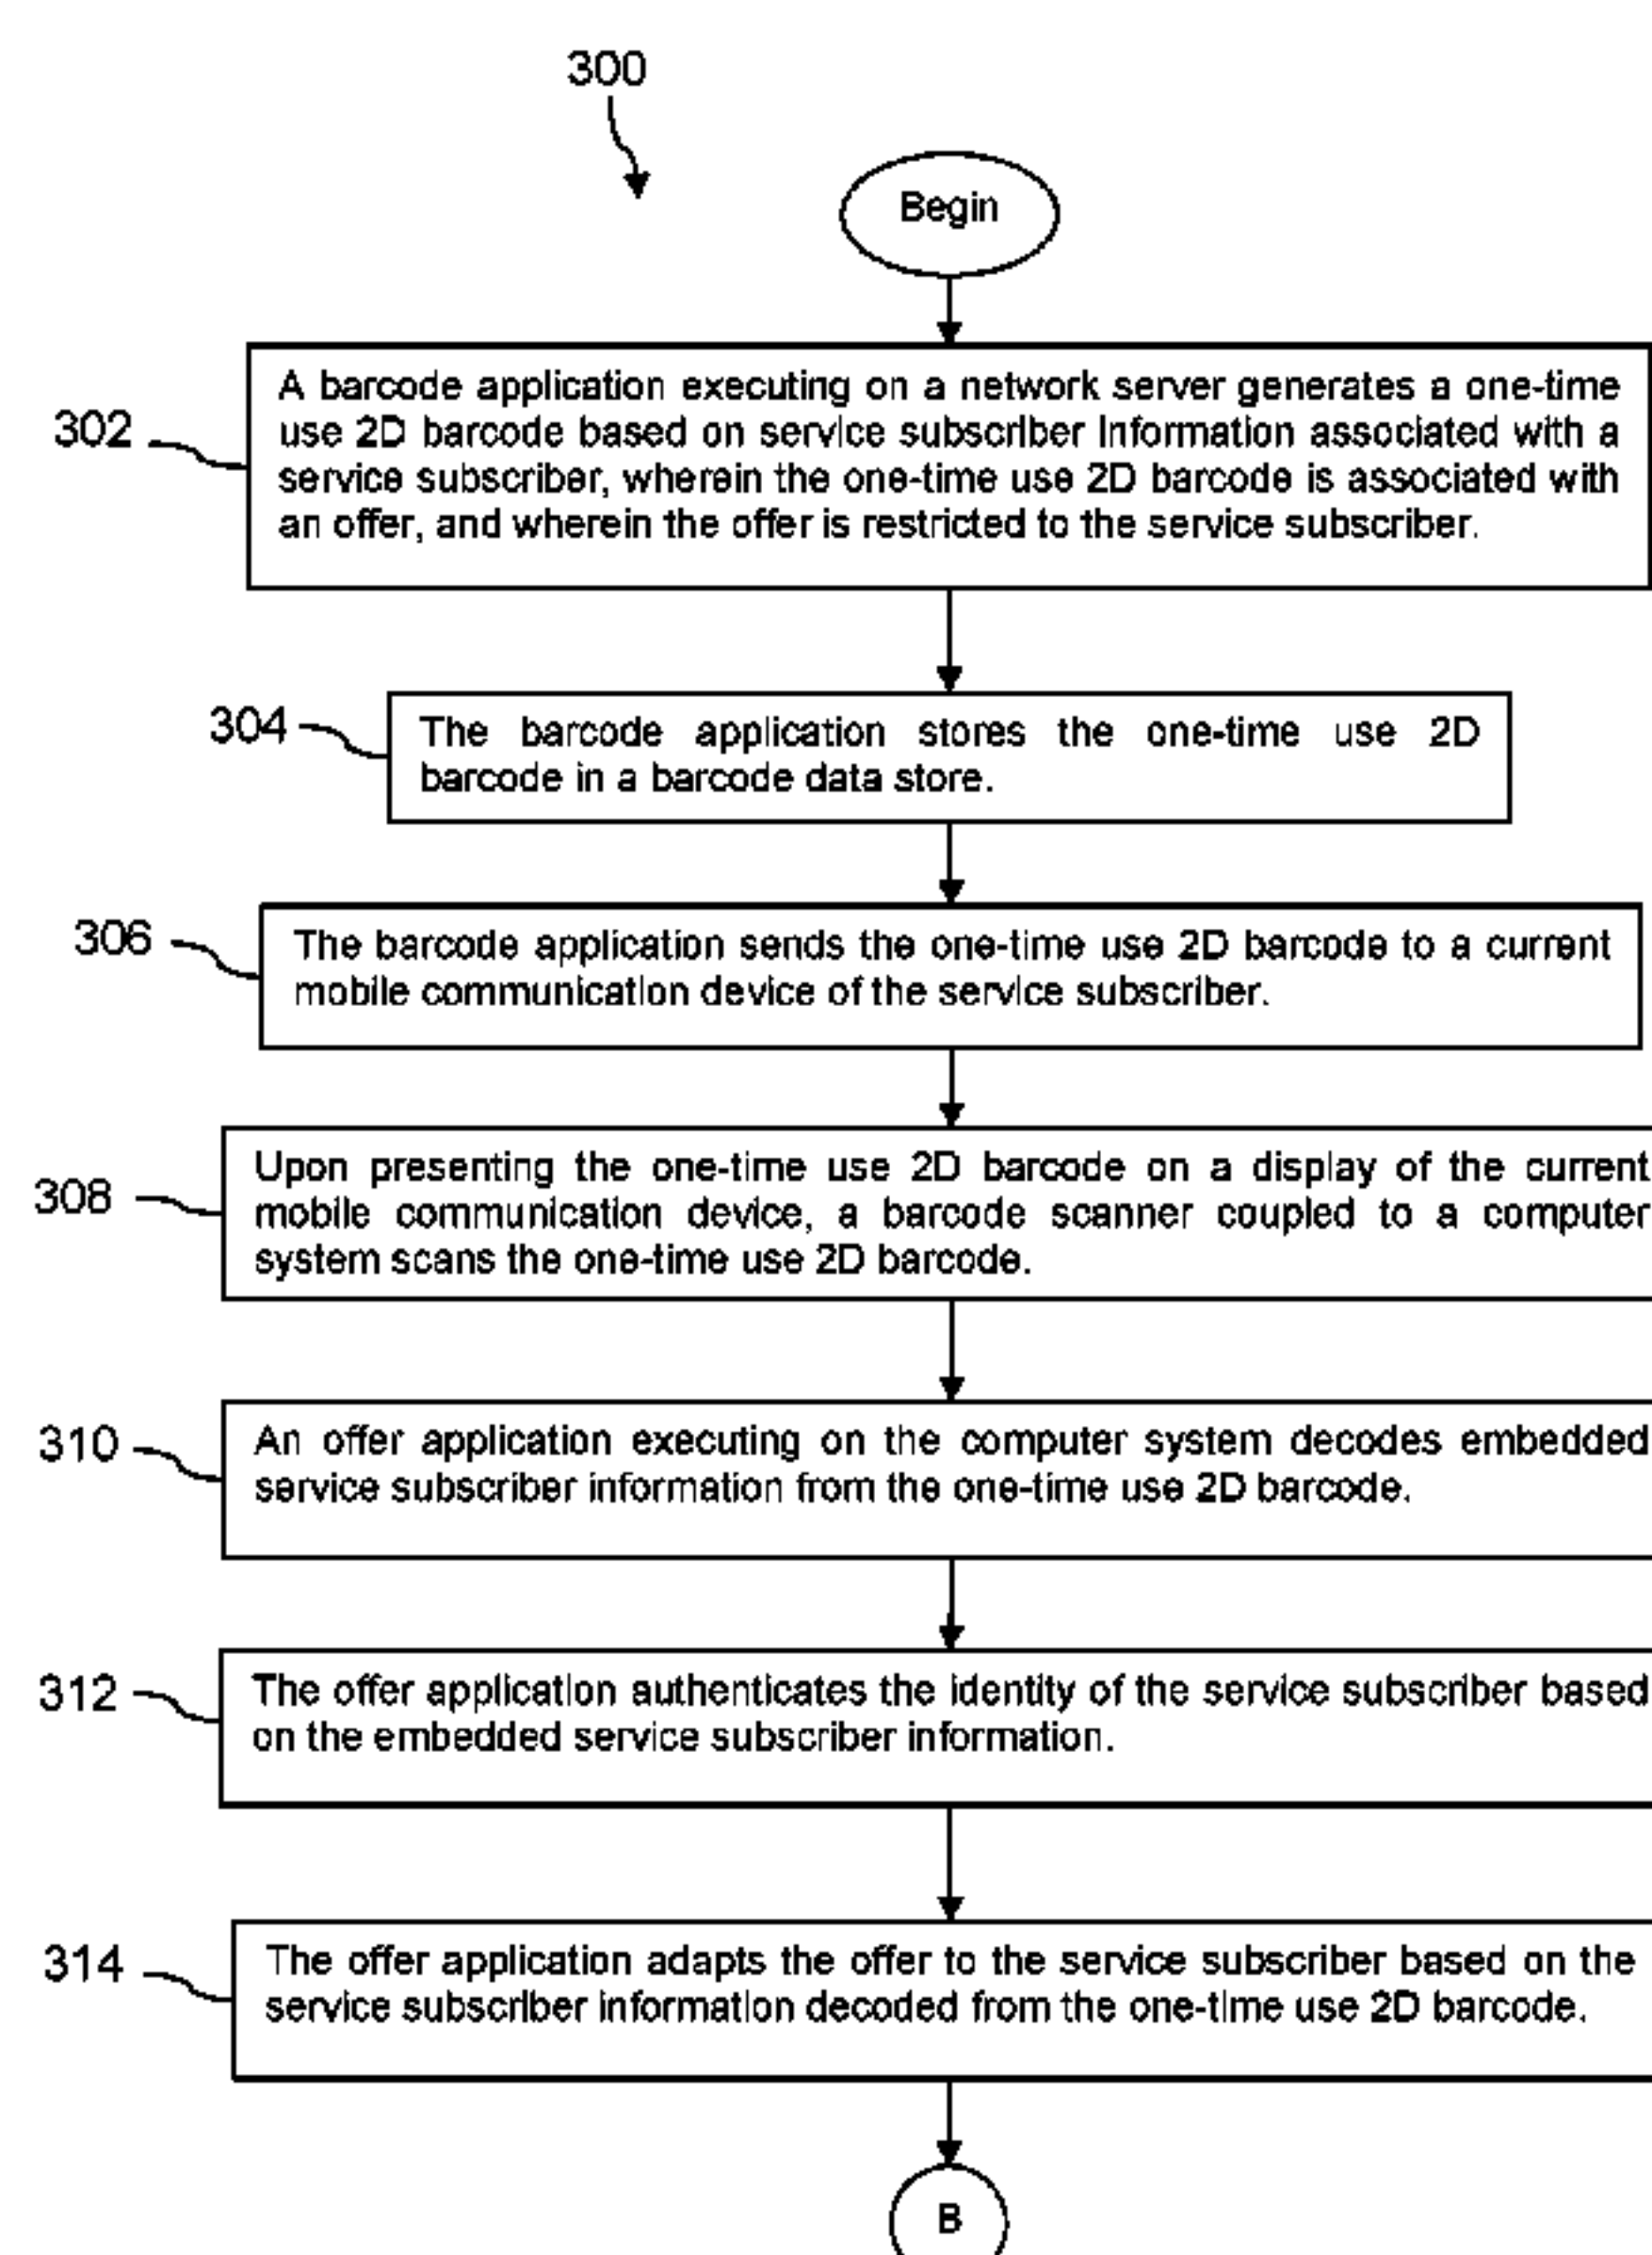 300
Begin
302
A barcode application executing on a network server generates a one-time
use 2D barcode based on service subscriber information associated with a
service subscriber, wherein the one-time use 2D barcode is associated with
an offer, and wherein the offer is restricted to the service subscriber.
304
The barcode application stores the one-time use 2D
barcode in a barcode data store.
306
The barcode application sends the one-time use 2D barcode to a current
mobile communication device of the service subscriber.
308
Upon presenting the one-time use 2D barcode on a display of the current
mobile communication device, a barcode scanner coupled to a computer
system scans the one-time use 2D barcode.
310
An offer application executing on the computer system decodes embedded
service subscriber information from the one-time use 2D barcode.
312
The offer application authenticates the identity of the service subscriber based
on the embedded service subscriber information.
314
The offer application adapts the offer to the service subscriber based on the
service subscriber information decoded from the one-time use 2D barcode.
B